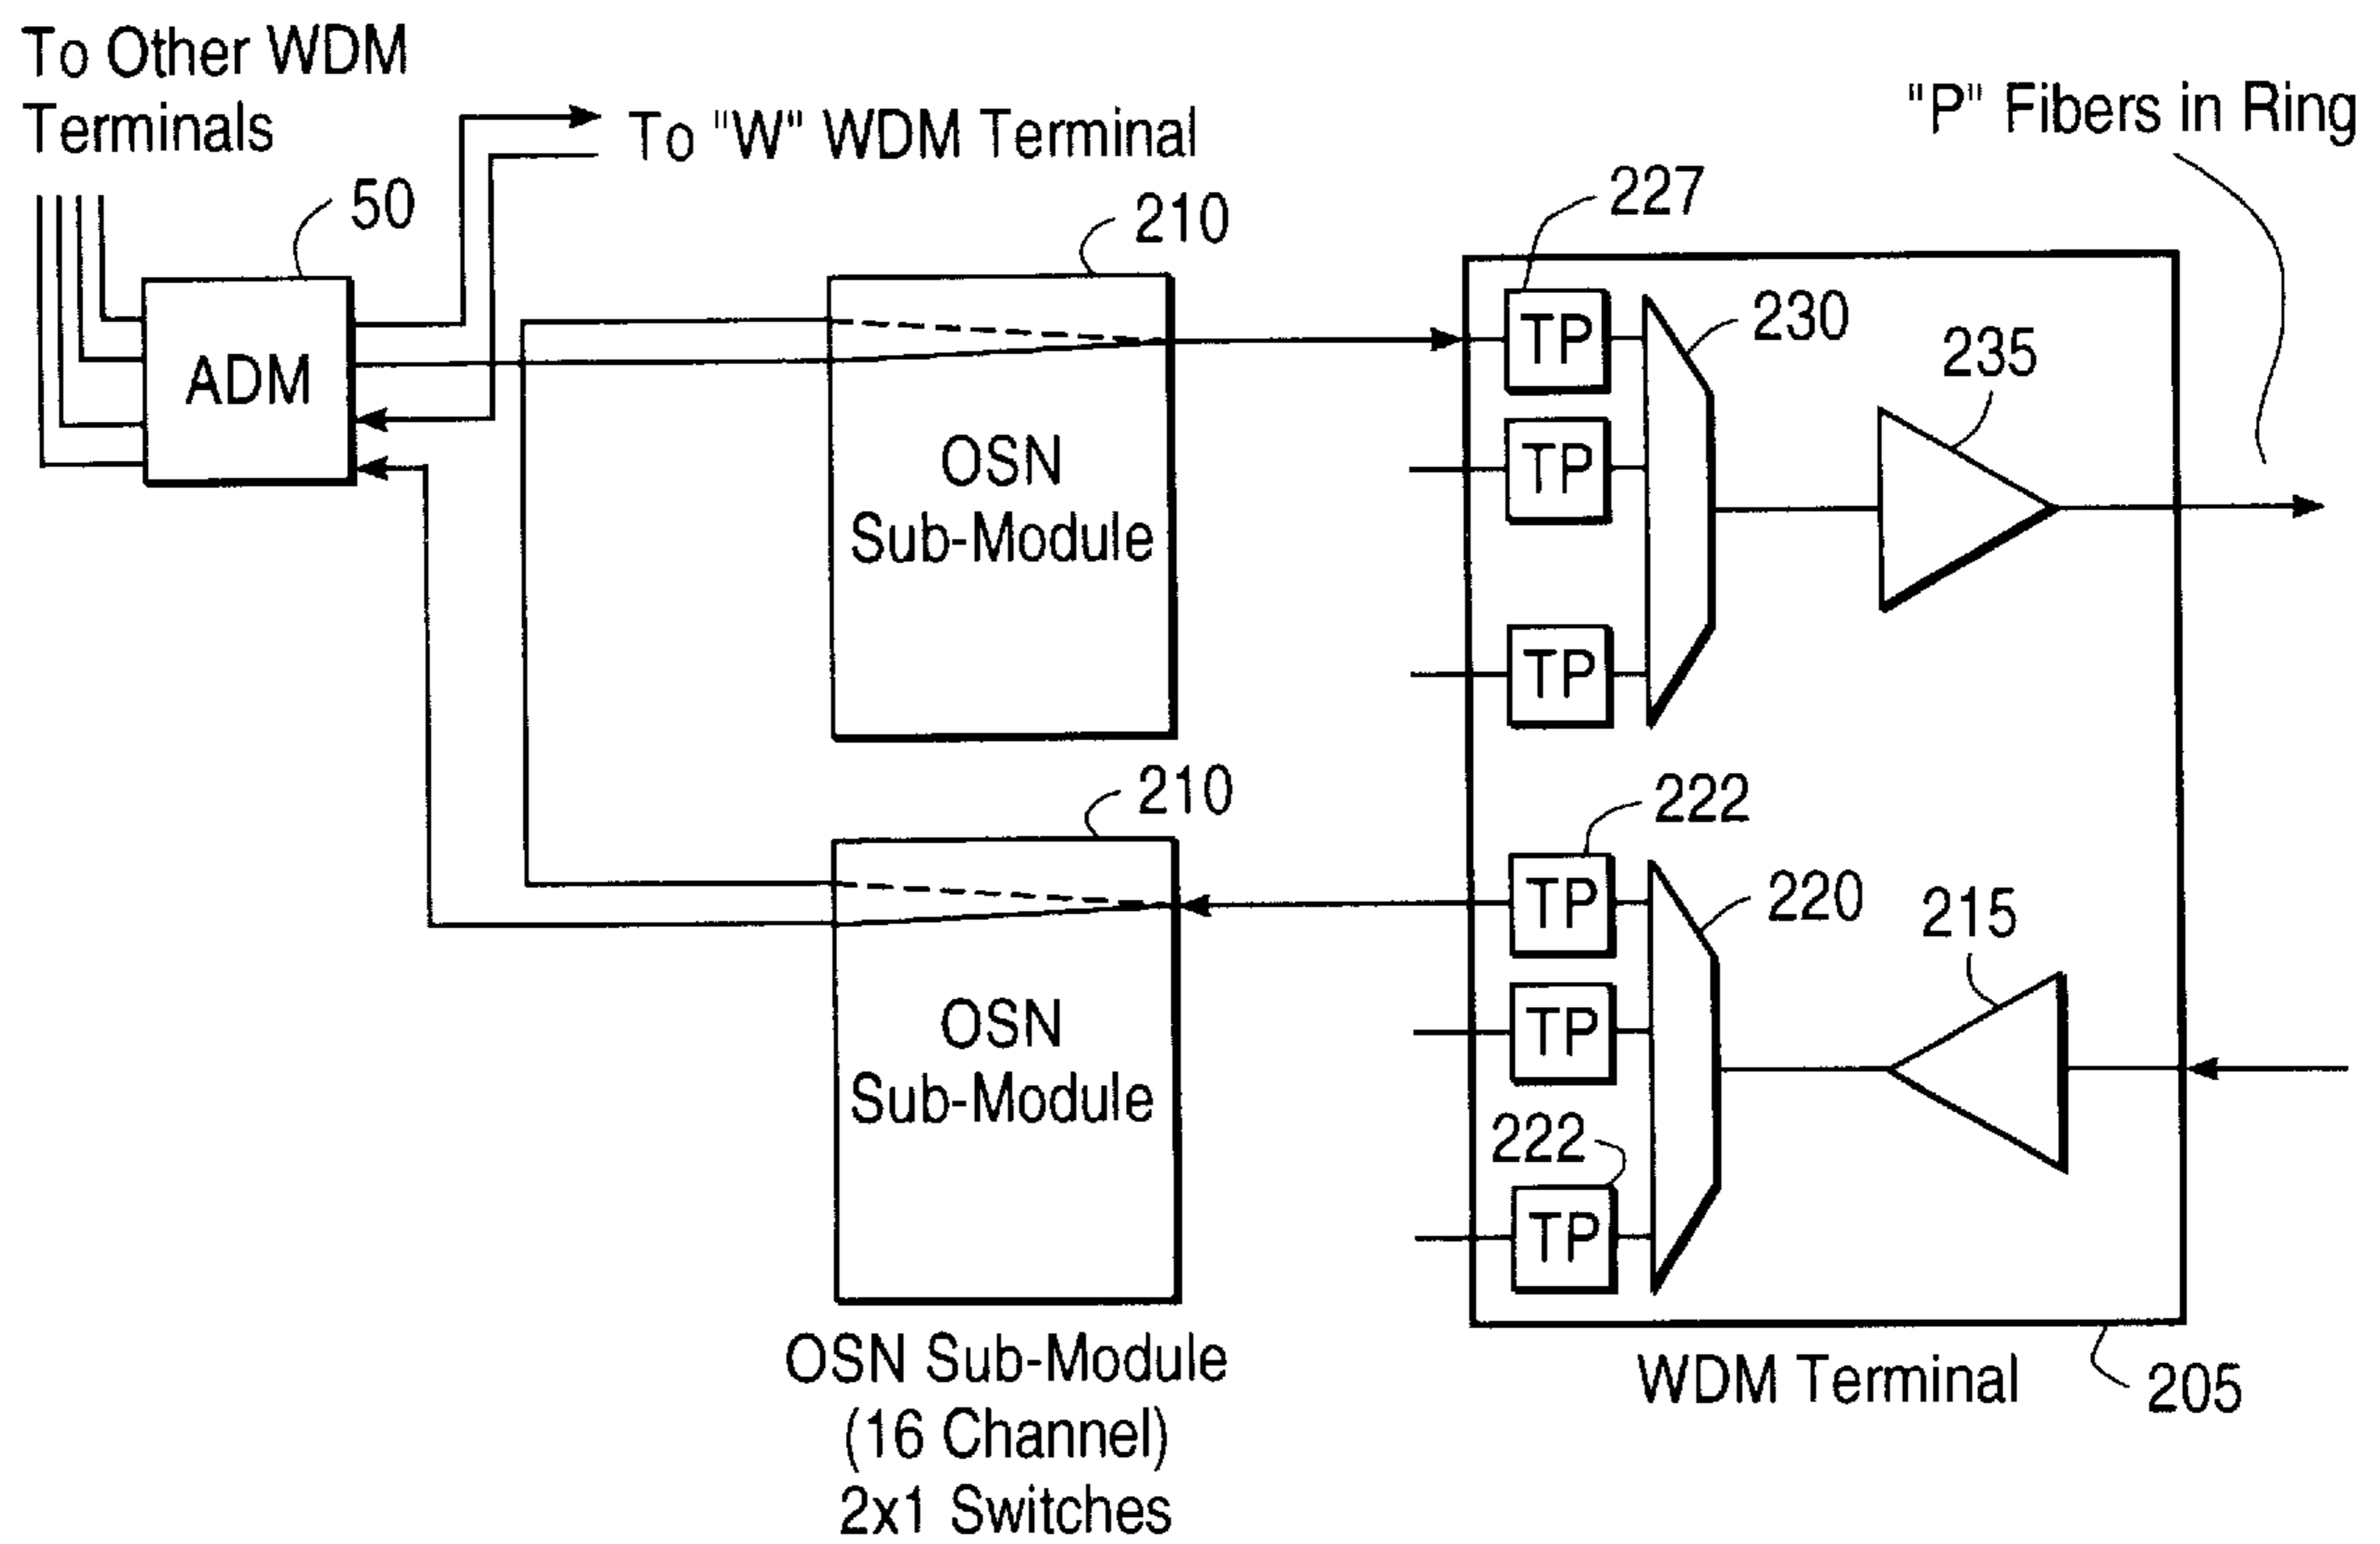 To Other WDM
Terminals
To "W" WDM Terminal
"P" Fibers in Ring
50
210
227
230
235
ADM
TP
TP
TP
OSN
Sub-Module
210
222
220
215
TP
TP
222
TP
OSN
Sub-Module
OSN Sub-Module
(16 Channel)
2x1 Switches
WDM Terminal
205